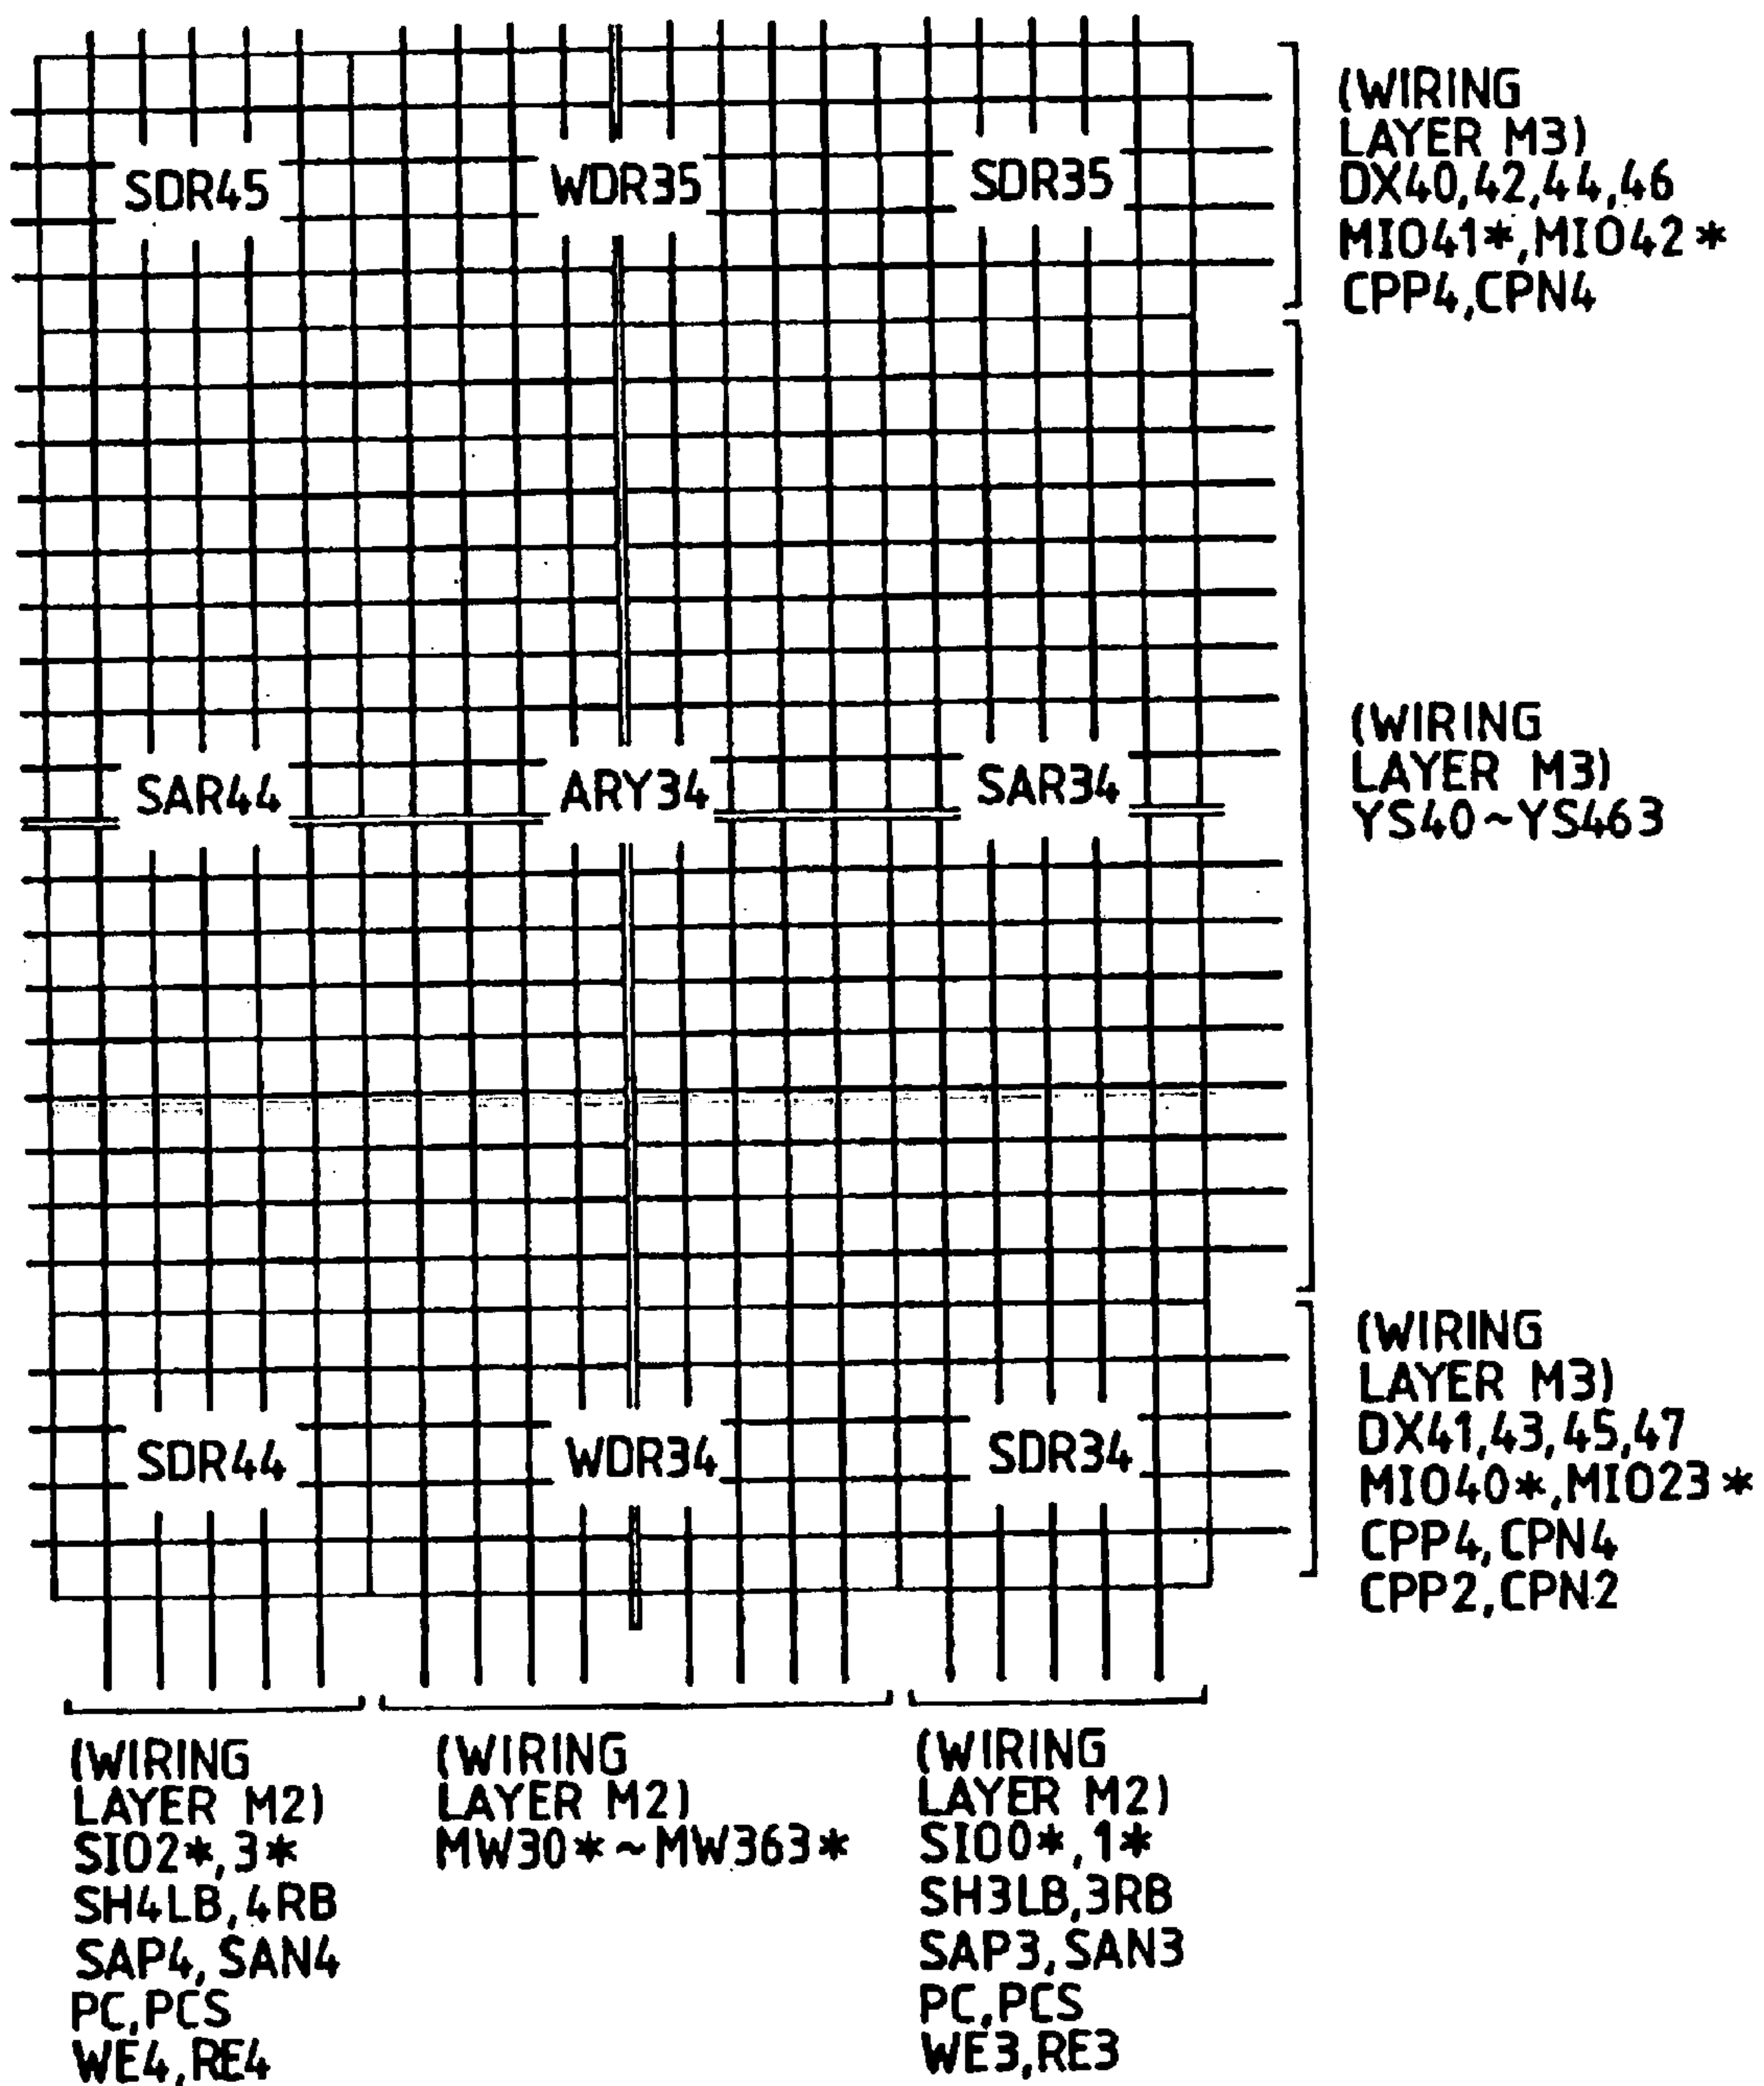 (WIRING
LAYER M3)
DX40,42,44,46
MIO41*,MIO42*
CPP4,CPN4
SDR45 WDR35 SDR35
(WIRING
LAYER M3)
YS40~YS463
SAR44 ARY34 SAR34
(WIRING
LAYER M3)
DX41,43,45,47
MIO40*,MIO23*
CPP4,CPN4
CPP2,CPN2
SDR44 WDR34 SDR34
(WIRING
LAYER M2)
SIO2*,3*
SH4LB,4RB
SAP4,SAN4
PC,PCS
WE4,RE4
(WIRING
LAYER M2)
MW30*~MW363*
(WIRING
LAYER M2)
SIO0*,1*
SH3LB,3RB
SAP3,SAN3
PC,PCS
WE3,RE3